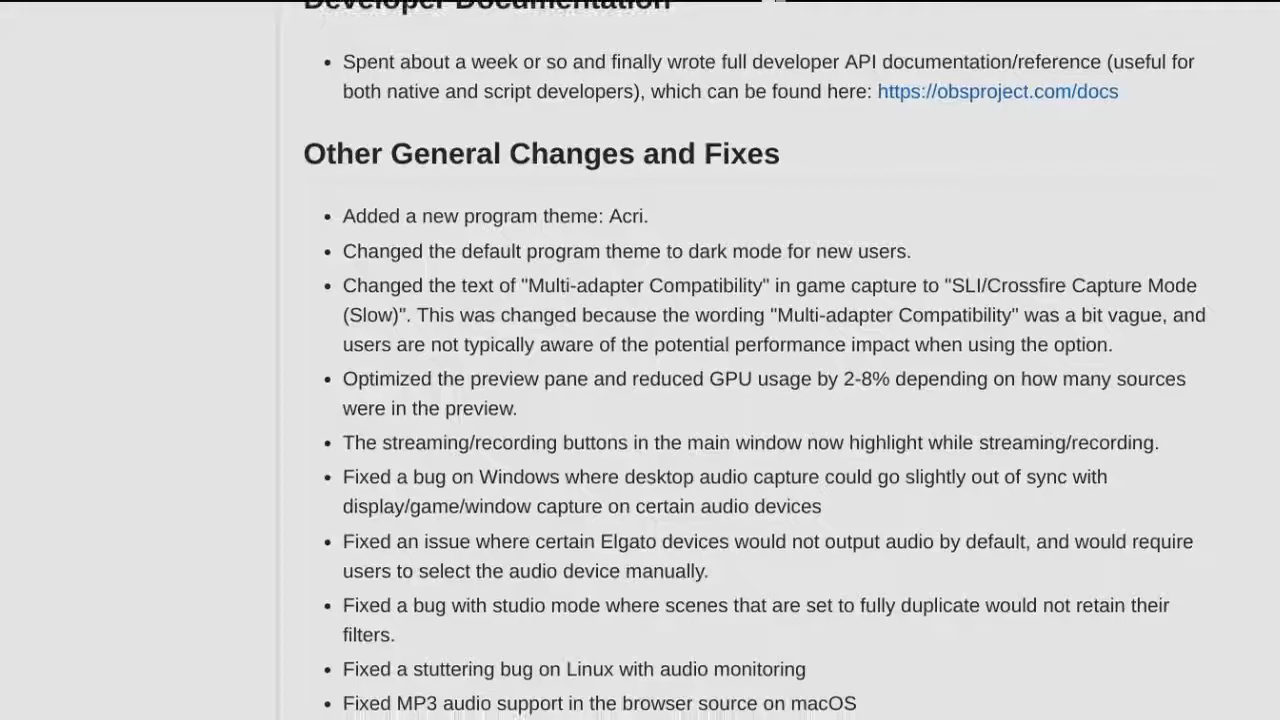 Developer Documentation
• Spent about a week or so and finally wrote full developer API documentation/reference (useful for
both native and script developers), which can be found here: https://obsproject.com/docs
Other General Changes and Fixes
• Added a new program theme: Acri.
• Changed the default program theme to dark mode for new users.
• Changed the text of "Multi-adapter Compatibility" in game capture to "SLI/Crossfire Capture Mode
(Slow)". This was changed because the wording "Multi-adapter Compatibility" was a bit vague, and
users are not typically aware of the potential performance impact when using the option.
• Optimized the preview pane and reduced GPU usage by 2-8% depending on how many sources
were in the preview.
• The streaming/recording buttons in the main window now highlight while streaming/recording.
• Fixed a bug on Windows where desktop audio capture could go slightly out of sync with
display/game/window capture on certain audio devices
• Fixed an issue where certain Elgato devices would not output audio by default, and would require
users to select the audio device manually.
• Fixed a bug with studio mode where scenes that are set to fully duplicate would not retain their
filters.
• Fixed a stuttering bug on Linux with audio monitoring
• Fixed MP3 audio support in the browser source on macOS